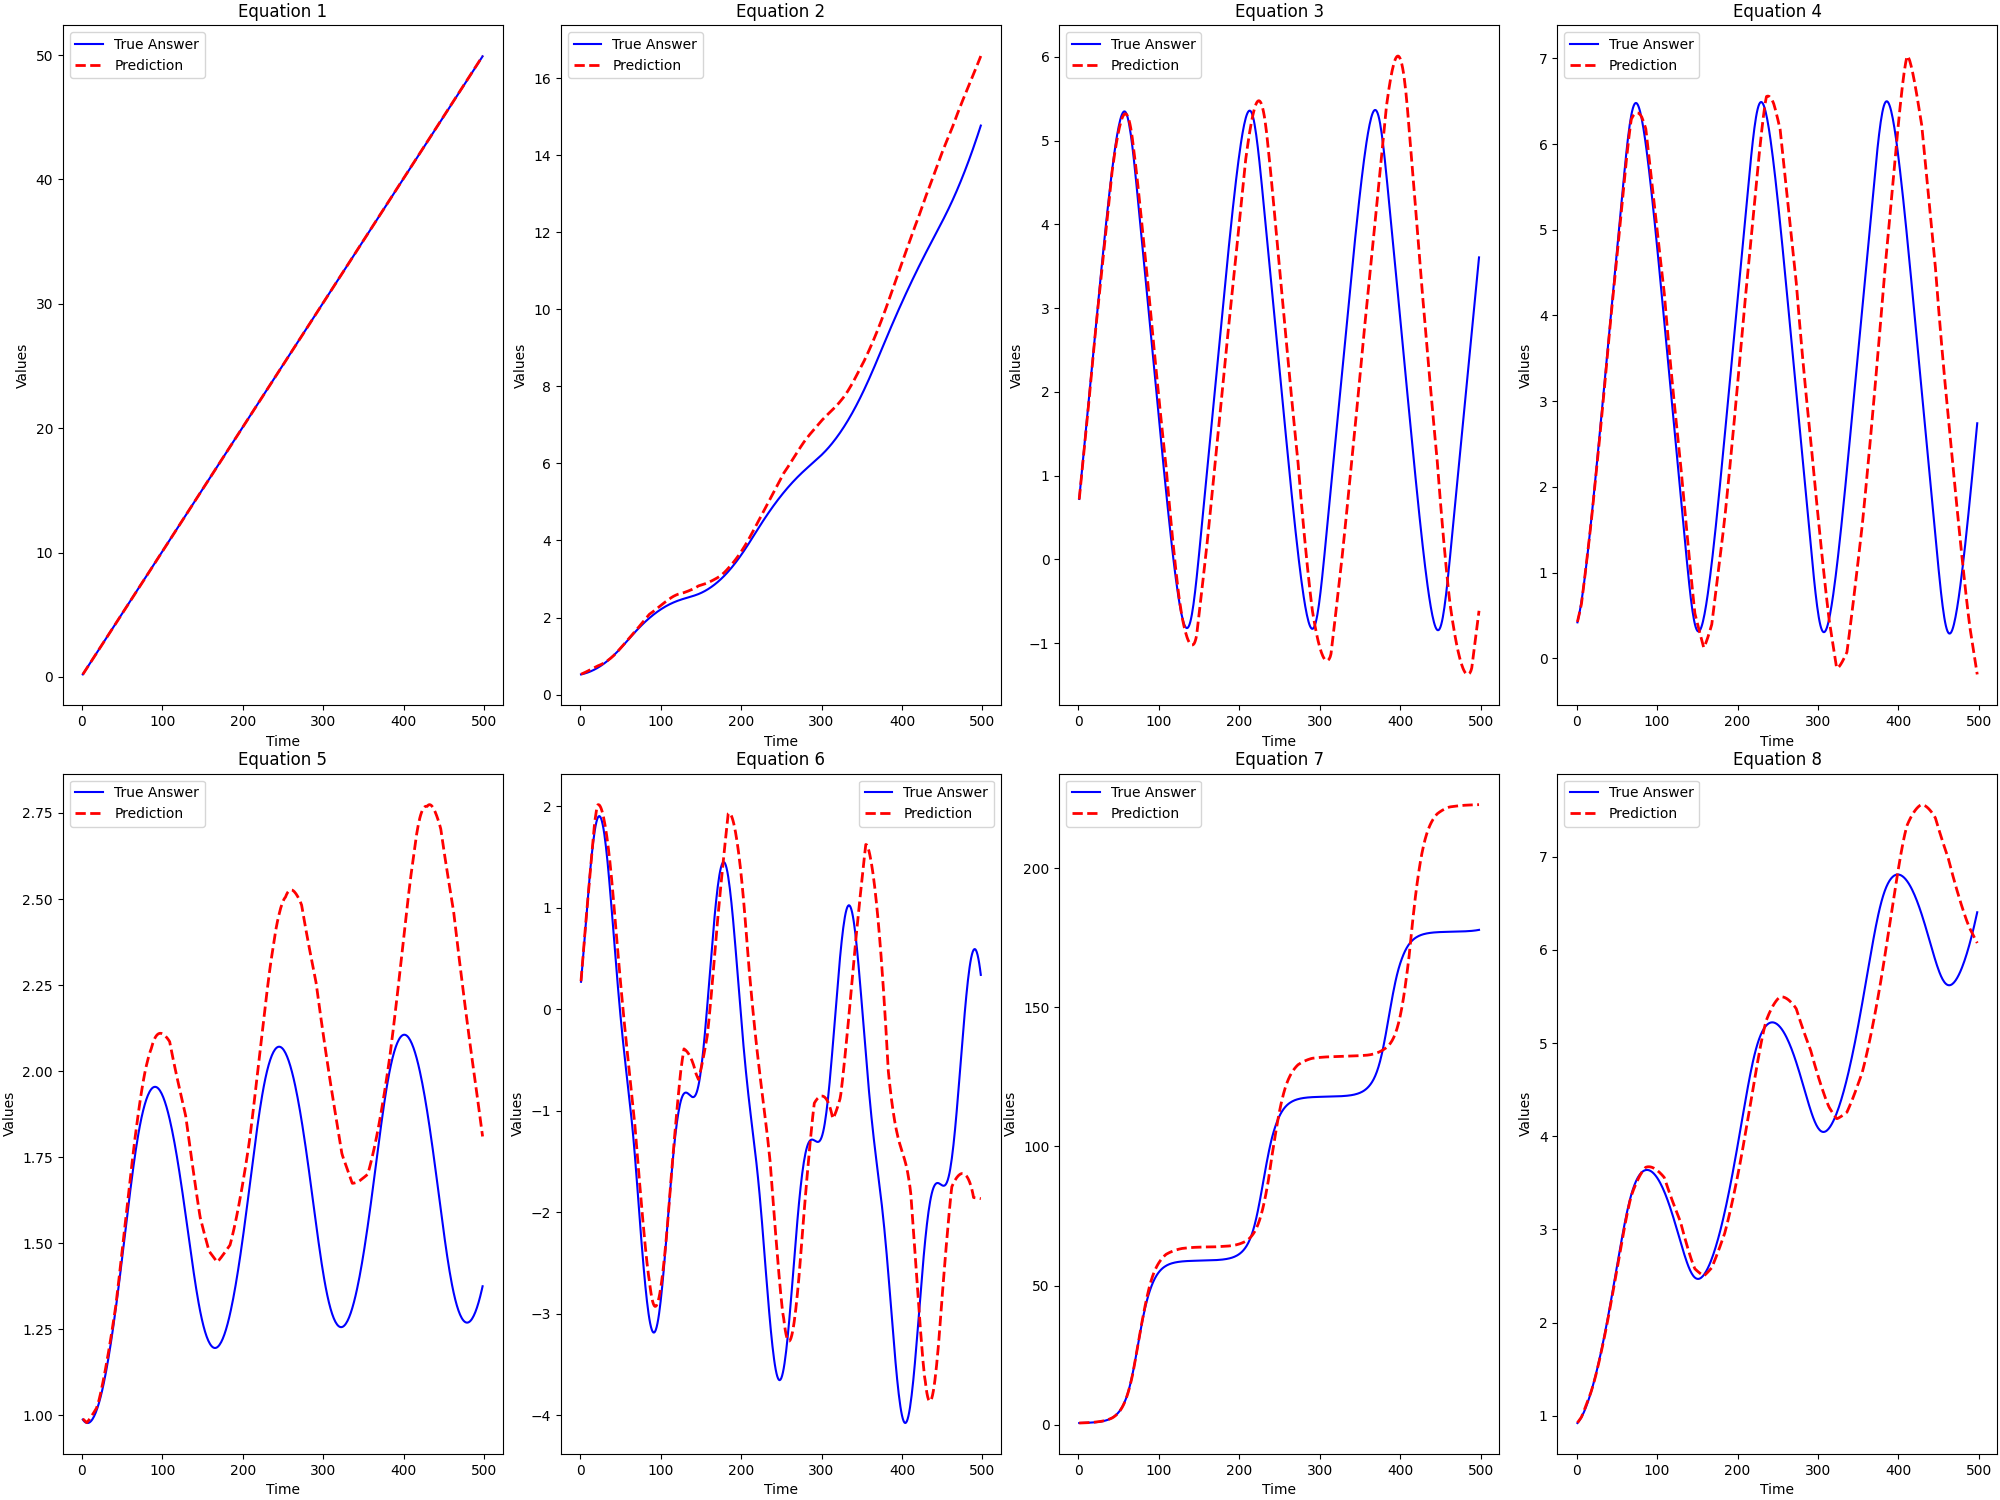 Equation 1
True Answer
Prediction
Values
50
40
30
20
10
0
0 100 200 300 400 500
Time
Equation 2
True Answer
Prediction
Values
16
14
12
10
8
6
4
2
0
0 100 200 300 400 500
Time
Equation 3
True Answer
Prediction
Values
6
5
4
3
2
1
0
−1
0 100 200 300 400 500
Time
Equation 4
True Answer
Prediction
Values
7
6
5
4
3
2
1
0
0 100 200 300 400 500
Time
Equation 5
True Answer
Prediction
Values
2.75
2.50
2.25
2.00
1.75
1.50
1.25
1.00
0 100 200 300 400 500
Time
Equation 6
True Answer
Prediction
Values
2
1
0
−1
−2
−3
−4
0 100 200 300 400 500
Time
Equation 7
True Answer
Prediction
Values
200
150
100
50
0
0 100 200 300 400 500
Time
Equation 8
True Answer
Prediction
Values
7
6
5
4
3
2
1
0 100 200 300 400 500
Time